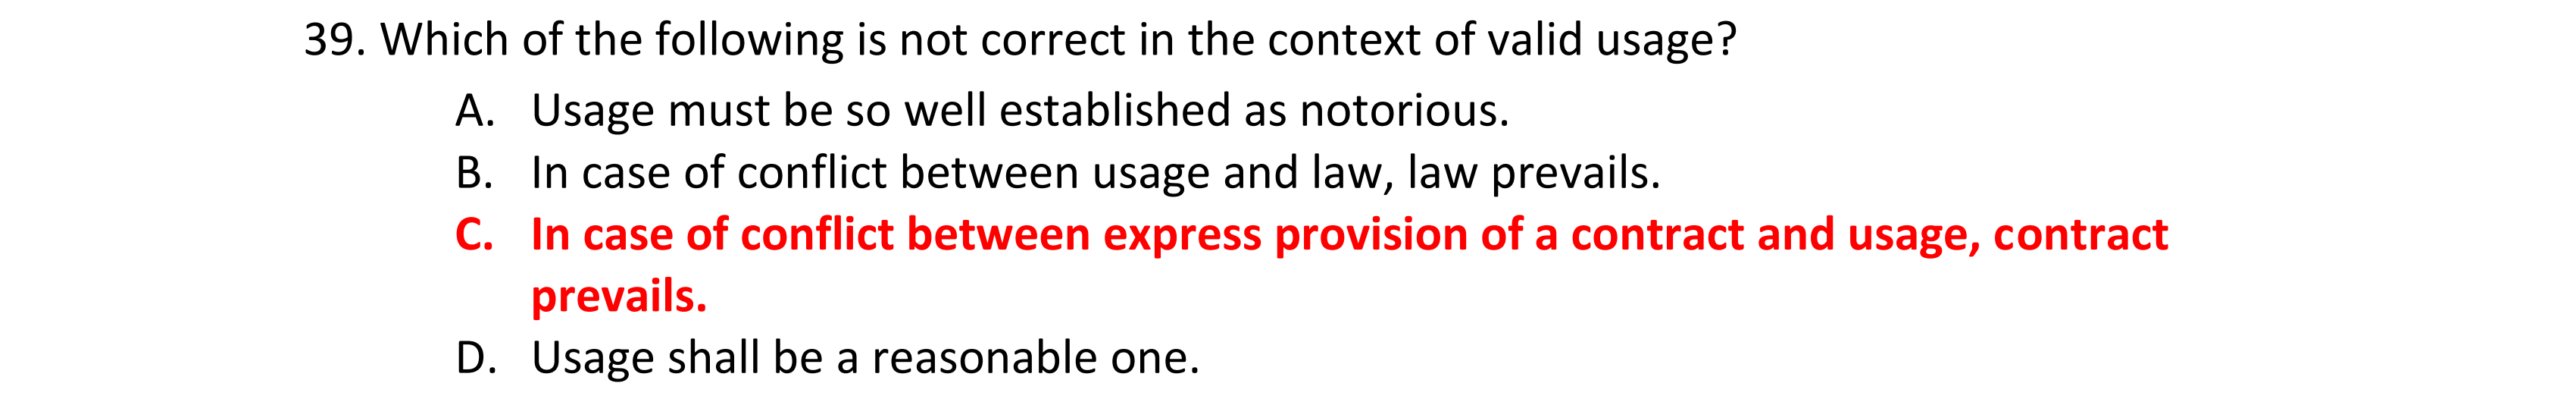 39. Which of the following is not correct in the context of valid usage?
A. Usage must be so well established as notorious.
B. In case of conflict between usage and law, law prevails.
C. In case of conflict between express provision of a contract and usage, contract
prevails.
D. Usage shall be a reasonable one.